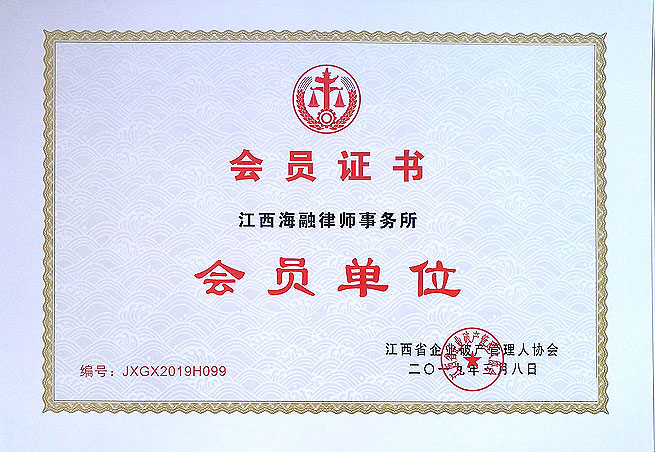 会员证书
江西海融律师事务所
会员单位
江西省企业破产管理人协会
二〇一九年三月八日
编号：JXGX2019H099